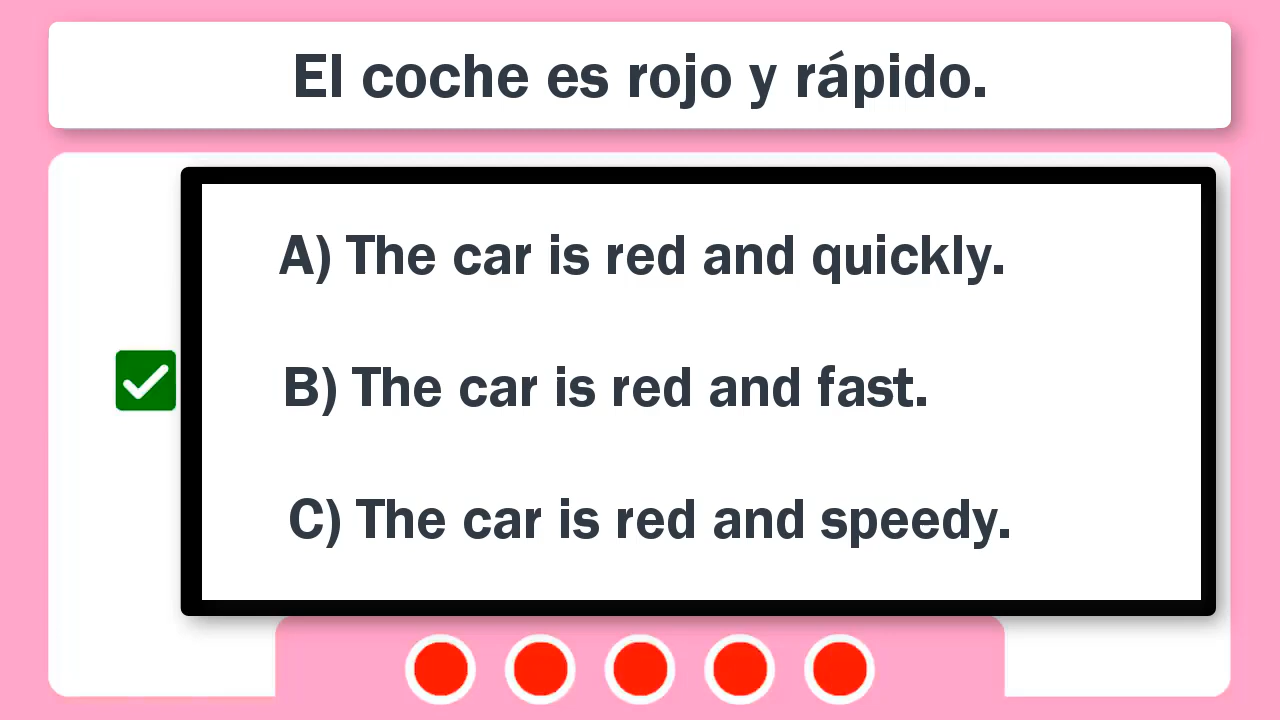 El coche es rojo y rápido.
A) The car is red and quickly.
B) The car is red and fast.
C) The car is red and speedy.